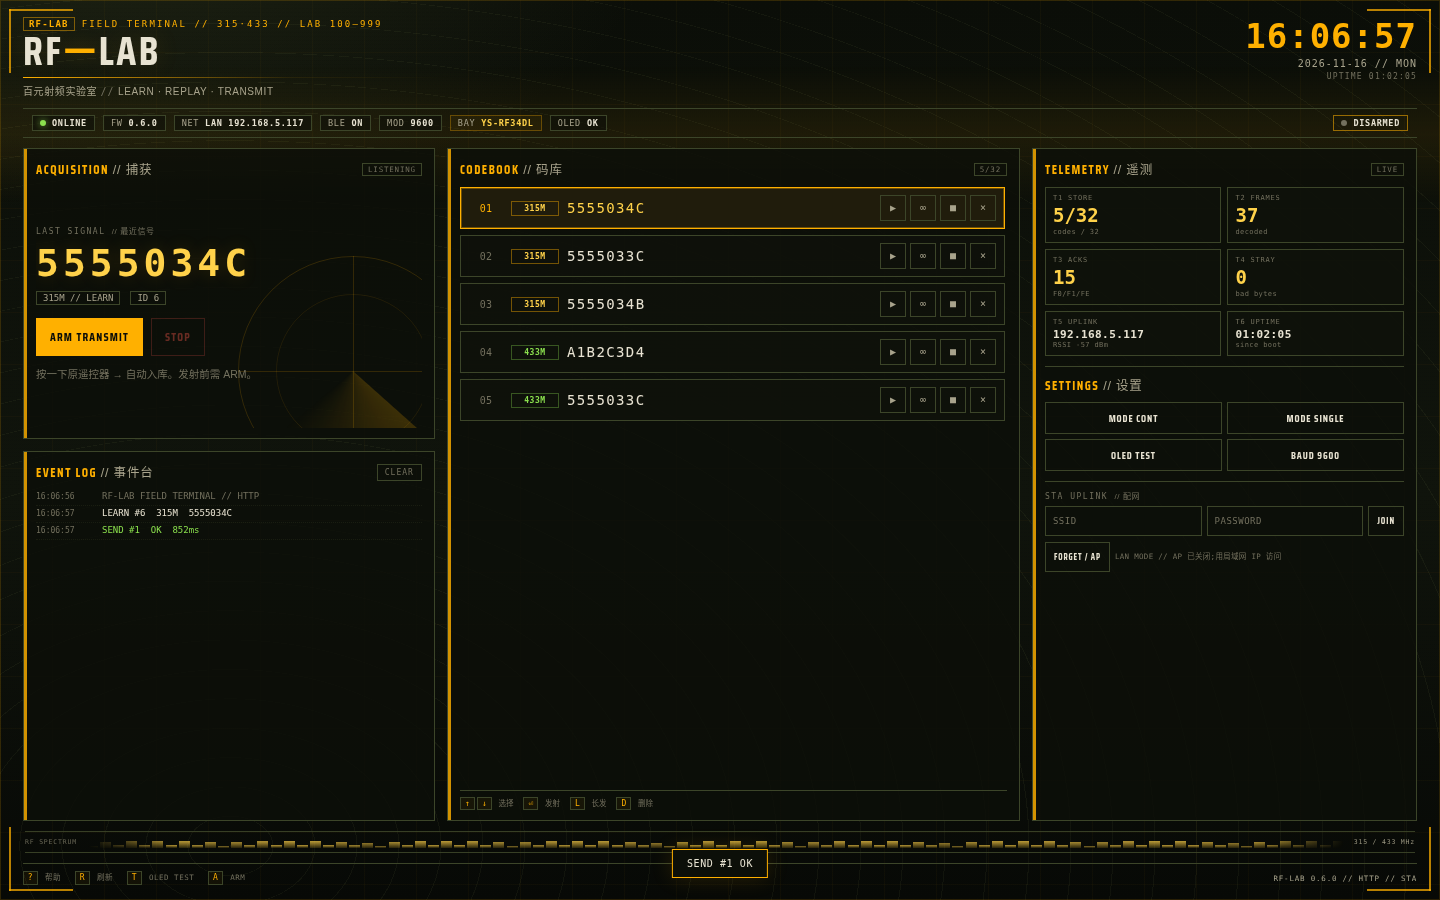 RF-LAB FIELD TERMINAL // 315·433 // LAB 100—999
RF—LAB
百元射频实验室 // LEARN · REPLAY · TRANSMIT
16:06:57
2026-11-16 // MON
UPTIME 01:02:05
ONLINE FW 0.6.0 NET LAN 192.168.5.117 BLE ON MOD 9600 BAY YS-RF34DL OLED OK DISARMED
ACQUISITION // 捕获 LISTENING
LAST SIGNAL // 最近信号
5555034C
315M // LEARN ID 6
ARM TRANSMIT STOP
按一下原遥控器 → 自动入库。发射前需 ARM。
EVENT LOG // 事件台 CLEAR
16:06:56 RF-LAB FIELD TERMINAL // HTTP
16:06:57 LEARN #6 315M 5555034C
16:06:57 SEND #1 OK 852ms
CODEBOOK // 码库 5/32
01 315M 5555034C ▶ ∞ ■ ×
02 315M 5555033C ▶ ∞ ■ ×
03 315M 5555034B ▶ ∞ ■ ×
04 433M A1B2C3D4 ▶ ∞ ■ ×
05 433M 5555033C ▶ ∞ ■ ×
↑ ↓ 选择 ⏎ 发射 L 长发 D 删除
TELEMETRY // 遥测 LIVE
T1 STORE
5/32
codes / 32
T2 FRAMES
37
decoded
T3 ACKS
15
F0/F1/FE
T4 STRAY
0
bad bytes
T5 UPLINK
192.168.5.117
RSSI -57 dBm
T6 UPTIME
01:02:05
since boot
SETTINGS // 设置
MODE CONT MODE SINGLE
OLED TEST BAUD 9600
STA UPLINK // 配网
SSID PASSWORD JOIN
FORGET / AP LAN MODE // AP 已关闭;用局域网 IP 访问
RF SPECTRUM 315 / 433 MHz
SEND #1 OK
? 帮助 R 刷新 T OLED TEST A ARM
RF-LAB 0.6.0 // HTTP // STA